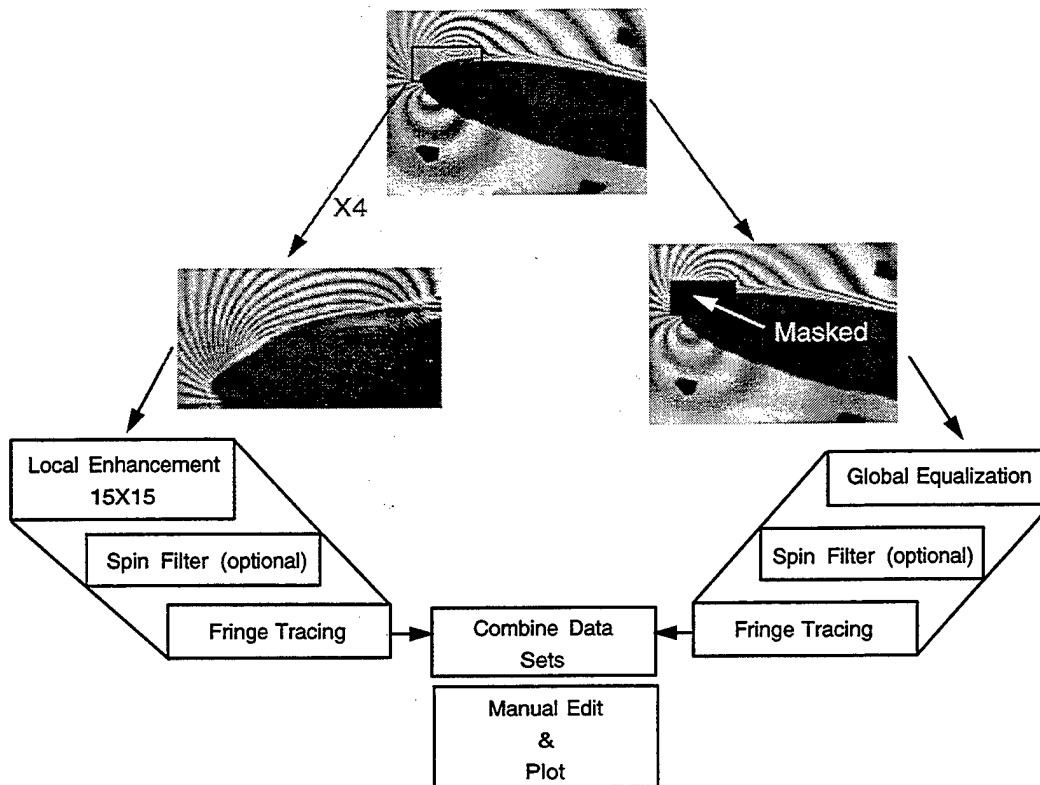 X4
Masked
Local Enhancement
15X15
Spin Filter (optional)
Fringe Tracing
Global Equalization
Spin Filter (optional)
Fringe Tracing
Combine Data
Sets
Manual Edit
&
Plot